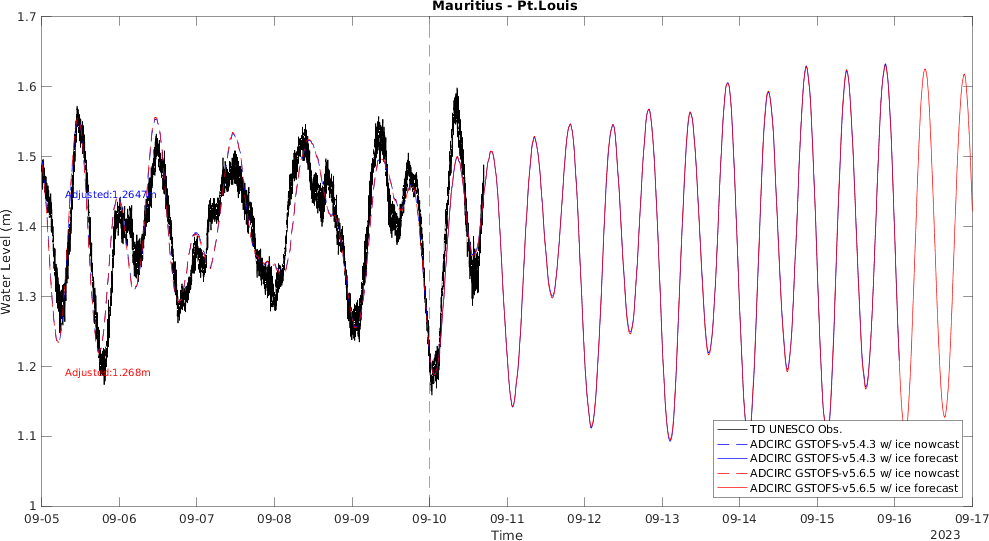 Mauritius - Pt.Louis
1.7
1.6
1.5
1.4
1.3
1.2
1.1
1
Water Level (m)
Adjusted:1.2647m
Adjusted:1.268m
TD UNESCO Obs.
ADCIRC GSTOFS-v5.4.3 w/ ice nowcast
ADCIRC GSTOFS-v5.4.3 w/ ice forecast
ADCIRC GSTOFS-v5.6.5 w/ ice nowcast
ADCIRC GSTOFS-v5.6.5 w/ ice forecast
09-05 09-06 09-07 09-08 09-09 09-10 09-11 09-12 09-13 09-14 09-15 09-16 09-17
Time
2023